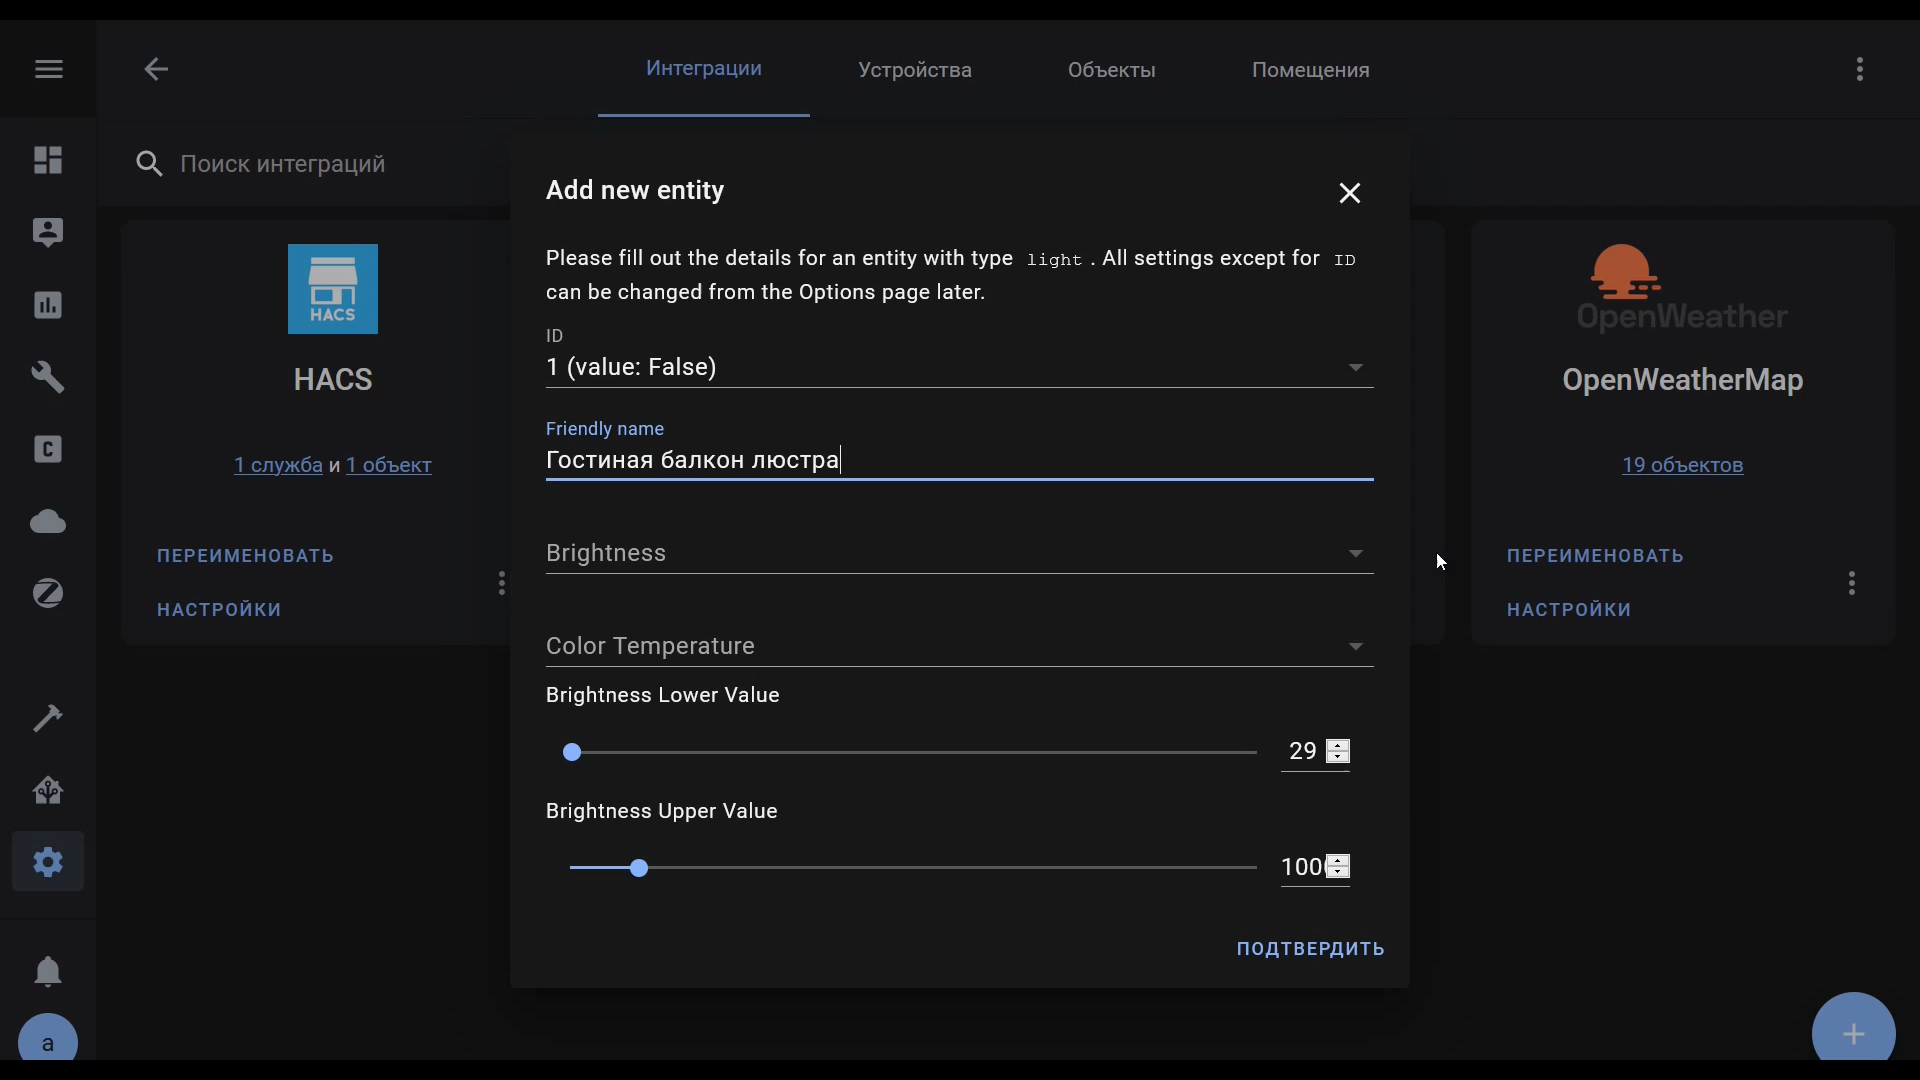 Интеграции
Устройства
Объекты
Помещения
Поиск интеграций
Add new entity
Please fill out the details for an entity with type light . All settings except for ID
can be changed from the Options page later.
ID
1 (value: False)
Friendly name
Гостиная балкон люстра
Brightness
Color Temperature
Brightness Lower Value
29
Brightness Upper Value
1000
ПОДТВЕРДИТЬ
HACS
HACS
1 служба и 1 объект
ПЕРЕИМЕНОВАТЬ
НАСТРОЙКИ
OpenWeather
OpenWeatherMap
19 объектов
ПЕРЕИМЕНОВАТЬ
НАСТРОЙКИ
C
a